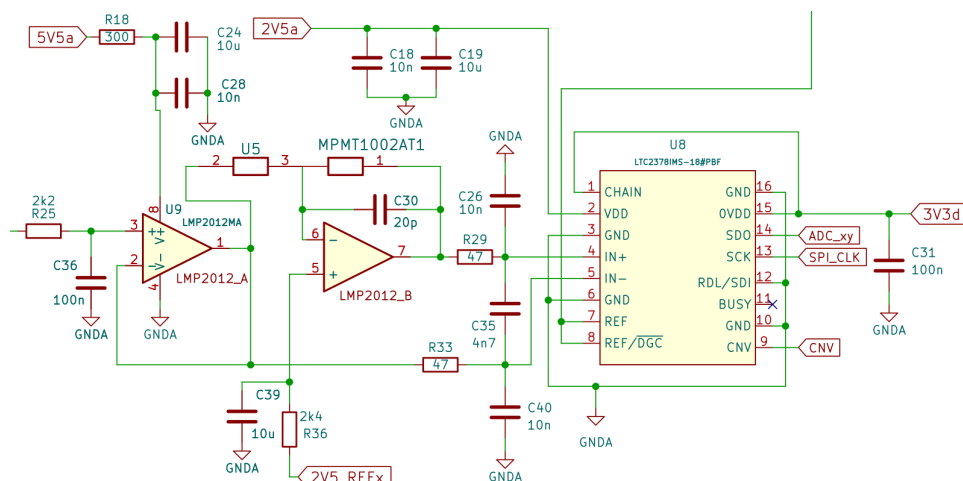 5V5a
R18
300
C24
10u
C28
10n
GNDA
2V5a
C18
10n
C19
10u
GNDA
U5
2
3
MPMT1002AT1
1
C30
20p
2k2
R25
C36
100n
GNDA
U9
LMP2012MA
8
V+
3
+
2
-
V-
4
1
LMP2012_A
GNDA
6
-
5
+
7
LMP2012_B
R29
47
GNDA
C26
10n
C35
4n7
R33
47
C39
10u
GNDA
2k4
R36
2V5_REFx
C40
10n
GNDA
U8
LTC2378IMS-18#PBF
1 CHAIN
2 VDD
3 GND
4 IN+
5 IN-
6 GND
7 REF
8 REF/DGC
GND 16
OVDD 15
SDO 14
SCK 13
RDL/SDI 12
BUSY 11
GND 10
CNV 9
GNDA
3V3d
ADC_xy
SPI_CLK
CNV
C31
100n
GNDA